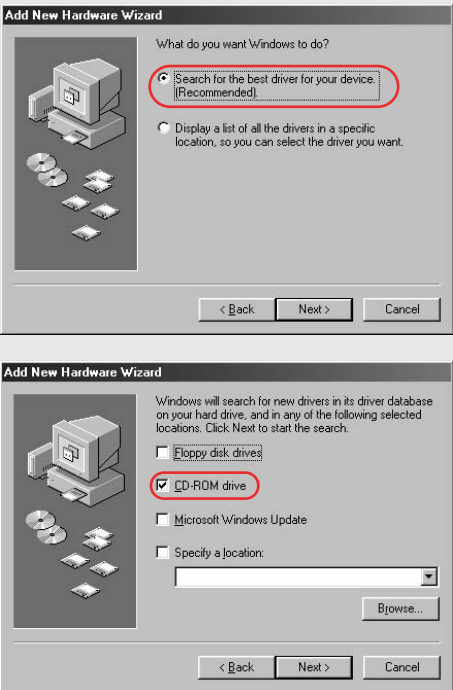 Add New Hardware Wizard
What do you want Windows to do?
Search for the best driver for your device.
(Recommended).
Display a list of all the drivers in a specific
location, so you can select the driver you want.
< Back
Next >
Cancel
Add New Hardware Wizard
Windows will search for new drivers in its driver database
on your hard drive, and in any of the following selected
locations. Click Next to start the search.
Floppy disk drives
CD-ROM drive
Microsoft Windows Update
Specify a location:
Browse...
< Back
Next >
Cancel